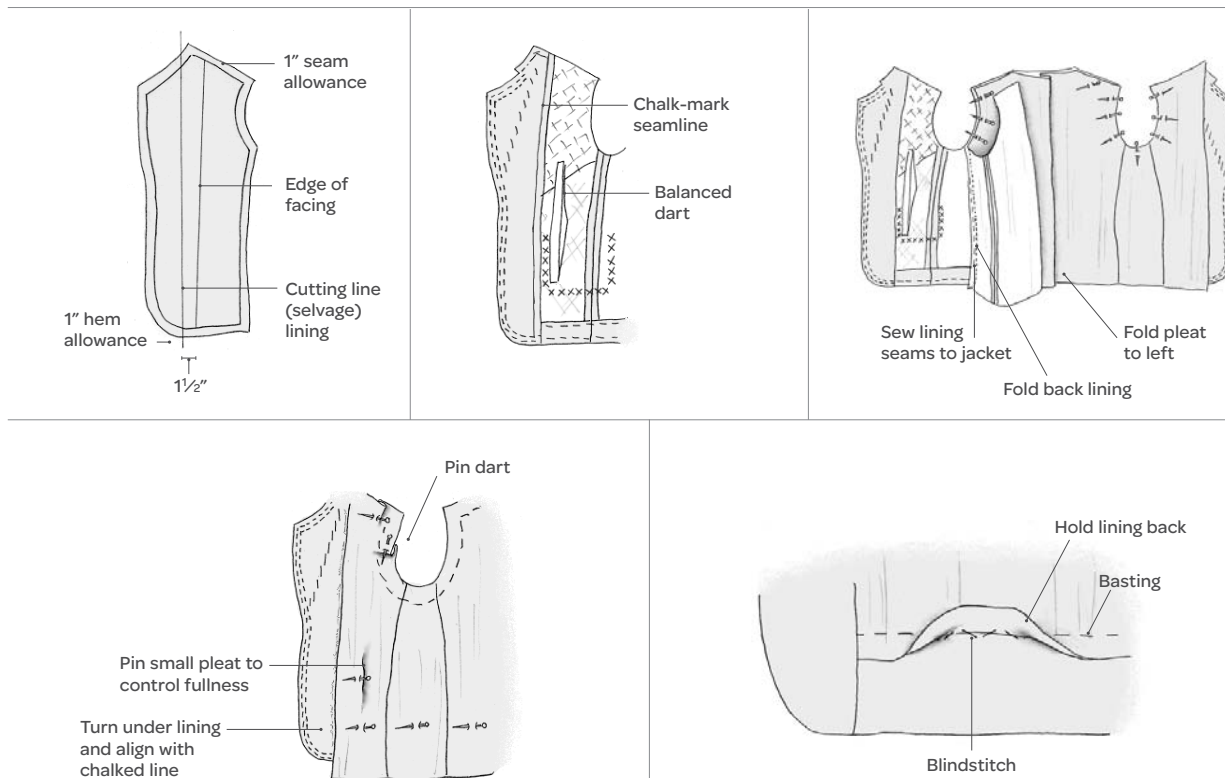 1″ seam
allowance
Edge of
facing
Cutting line
(selvage)
lining
1″ hem
allowance
1½″
Chalk-mark
seamline
Balanced
dart
Sew lining
seams to jacket
Fold pleat
to left
Fold back lining
Pin dart
Pin small pleat to
control fullness
Turn under lining
and align with
chalked line
Hold lining back
Basting
Blindstitch